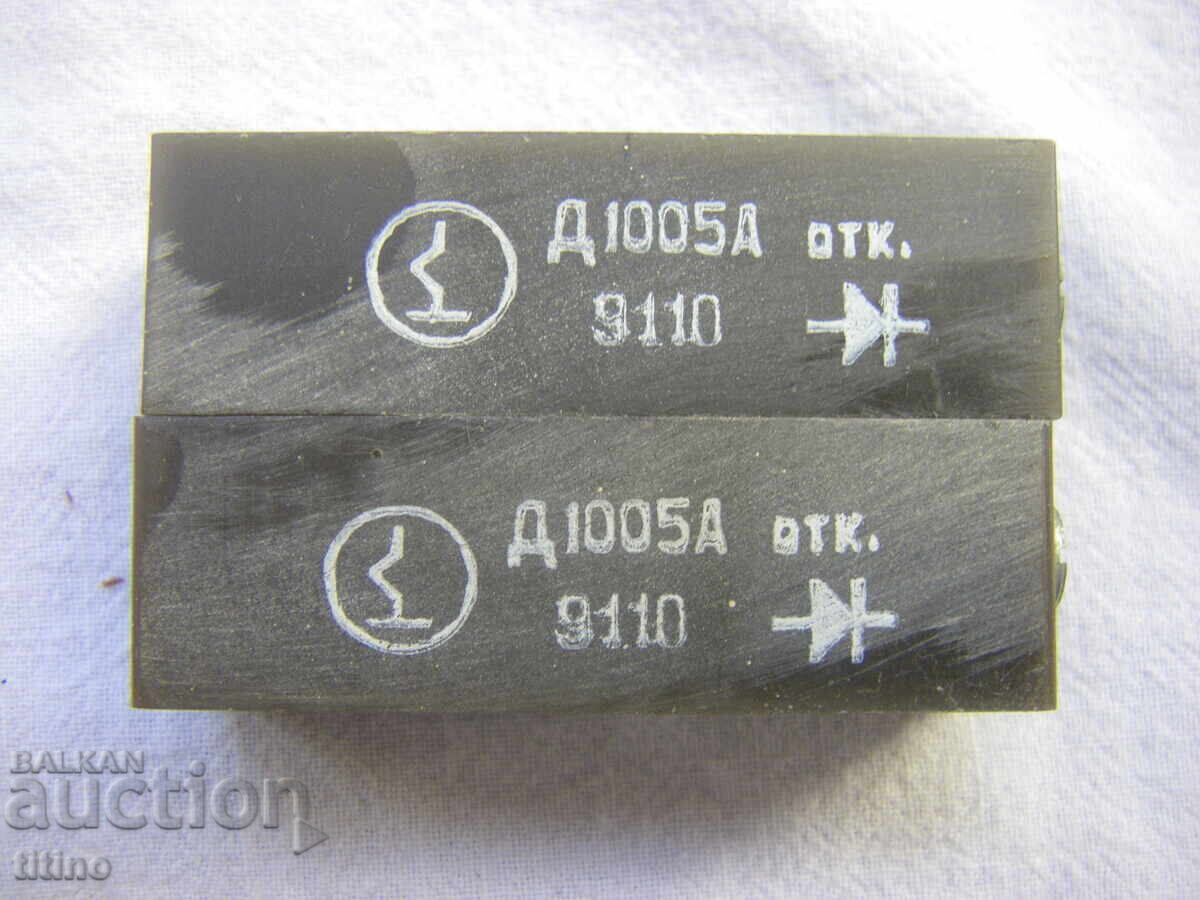 Д1005А отк.
9110
Д1005А отк.
9110
BALKAN
auction
titino